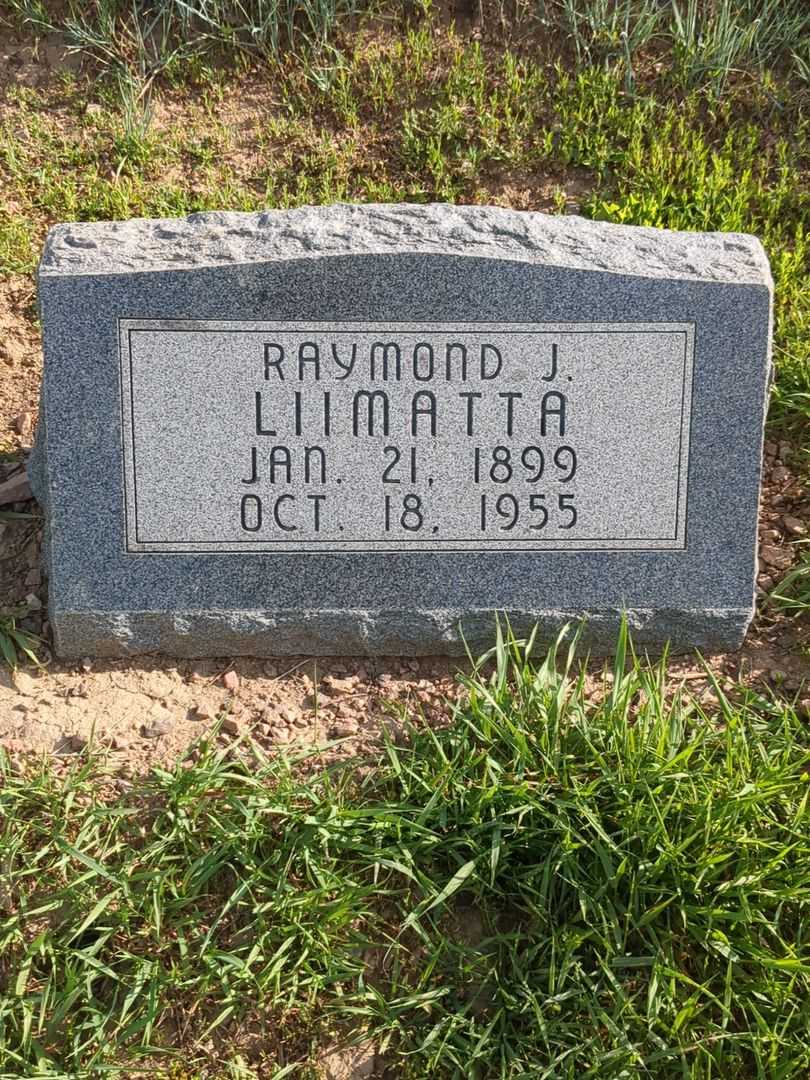 RAYMOND J.
LIIMATTA
JAN. 21, 1899
OCT. 18, 1955